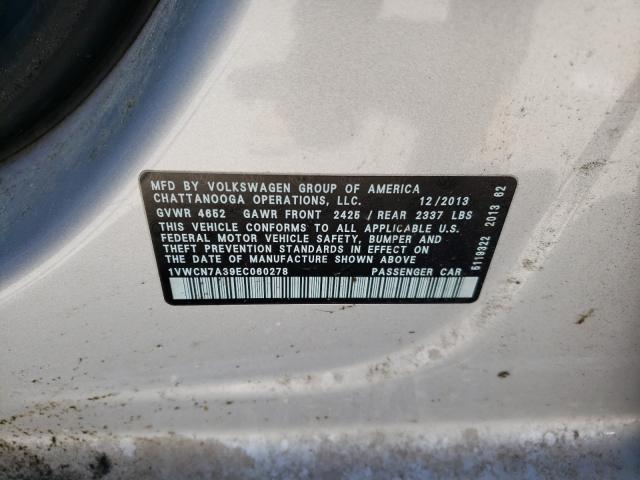 MFD BY VOLKSWAGEN GROUP OF AMERICA
CHATTANOOGA OPERATIONS, LLC. 12/2013
GVWR 4652 GAWR FRONT 2425 / REAR 2337 LBS
THIS VEHICLE CONFORMS TO ALL APPLICABLE U.S.
FEDERAL MOTOR VEHICLE SAFETY, BUMPER AND
THEFT PREVENTION STANDARDS IN EFFECT ON
THE DATE OF MANUFACTURE SHOWN ABOVE
1VWCN7A39EC060278 PASSENGER CAR
5119322 2013 62